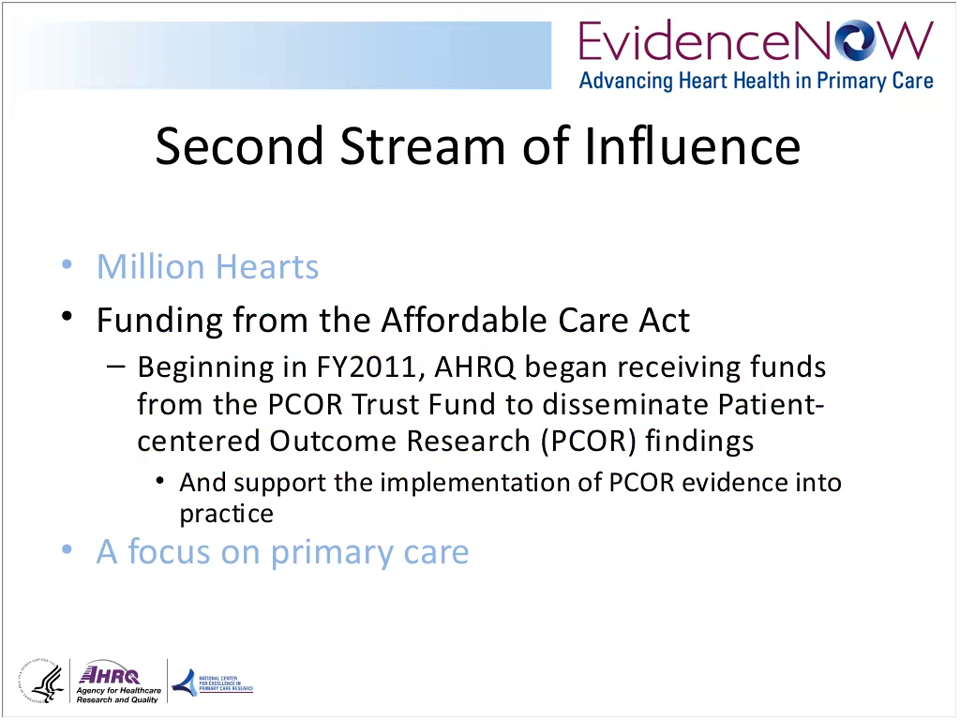 EvidenceNOW
Advancing Heart Health in Primary Care
Second Stream of Influence
• Million Hearts
• Funding from the Affordable Care Act
– Beginning in FY2011, AHRQ began receiving funds
from the PCOR Trust Fund to disseminate Patient-
centered Outcome Research (PCOR) findings
• And support the implementation of PCOR evidence into
practice
• A focus on primary care
AHRQ
Agency for Healthcare
Research and Quality
NATIONAL CENTER
FOR EXCELLENCE IN
PRIMARY CARE RESEARCH